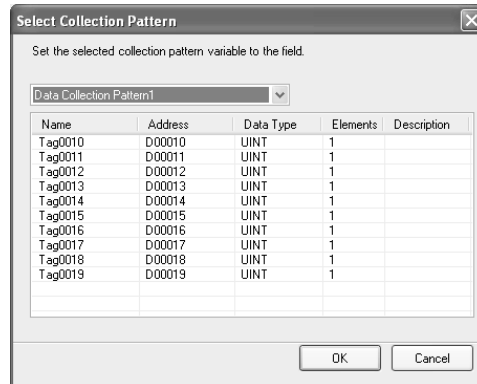 Select Collection Pattern
Set the selected collection pattern variable to the field.
Data Collection Pattern1
Name Address Data Type Elements Description
Tag0010 D00010 UINT 1
Tag0011 D00011 UINT 1
Tag0012 D00012 UINT 1
Tag0013 D00013 UINT 1
Tag0014 D00014 UINT 1
Tag0015 D00015 UINT 1
Tag0016 D00016 UINT 1
Tag0017 D00017 UINT 1
Tag0018 D00018 UINT 1
Tag0019 D00019 UINT 1
OK Cancel